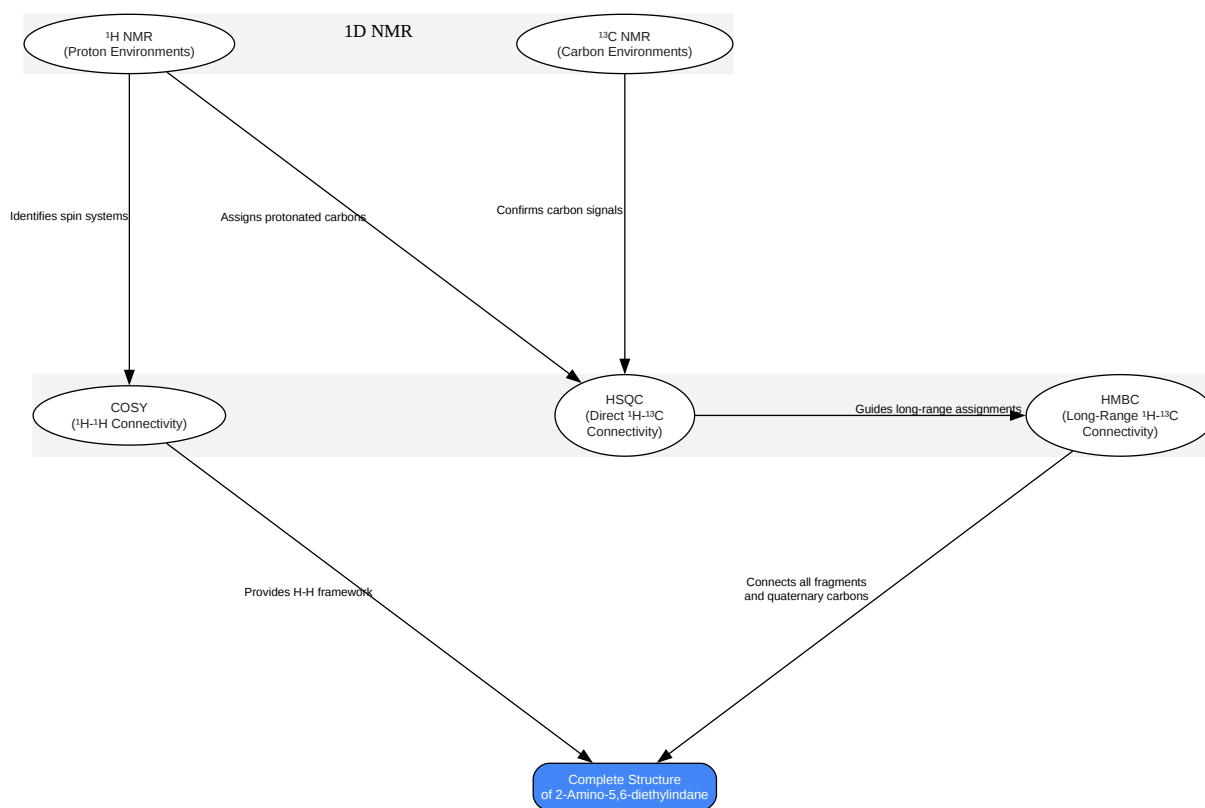 ¹H NMR
(Proton Environments)
1D NMR
¹³C NMR
(Carbon Environments)
Identifies spin systems
Assigns protonated carbons
Confirms carbon signals
COSY
(¹H-¹H Connectivity)
HSQC
(Direct ¹H-¹³C
Connectivity)
Guides long-range assignments
HMBC
(Long-Range ¹H-¹³C
Connectivity)
Provides H-H framework
Connects all fragments
and quaternary carbons
Complete Structure
of 2-Amino-5,6-diethylindane